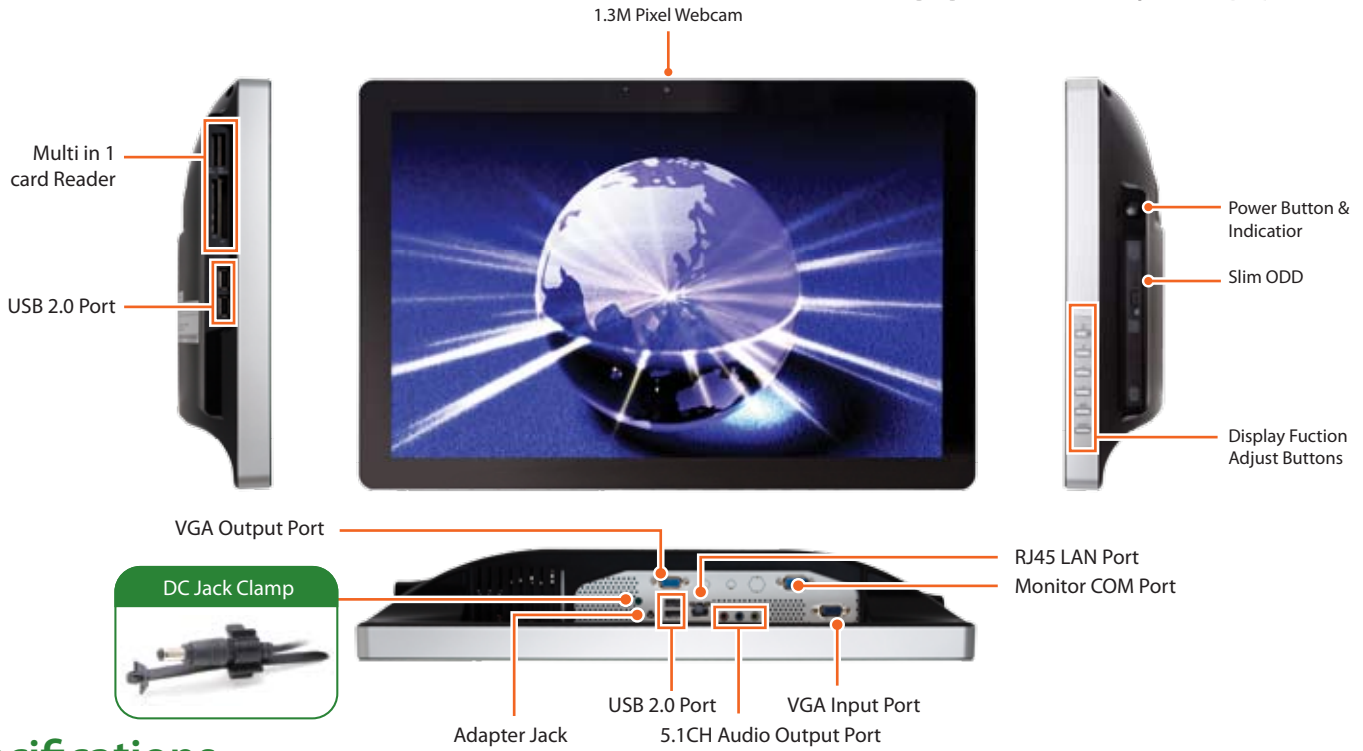 1.3M Pixel Webcam
Multi in 1
card Reader
USB 2.0 Port
Power Button &
Indicatior
Slim ODD
Display Fuction
Adjust Buttons
VGA Output Port
DC Jack Clamp
RJ45 LAN Port
Monitor COM Port
USB 2.0 Port
VGA Input Port
Adapter Jack
5.1CH Audio Output Port